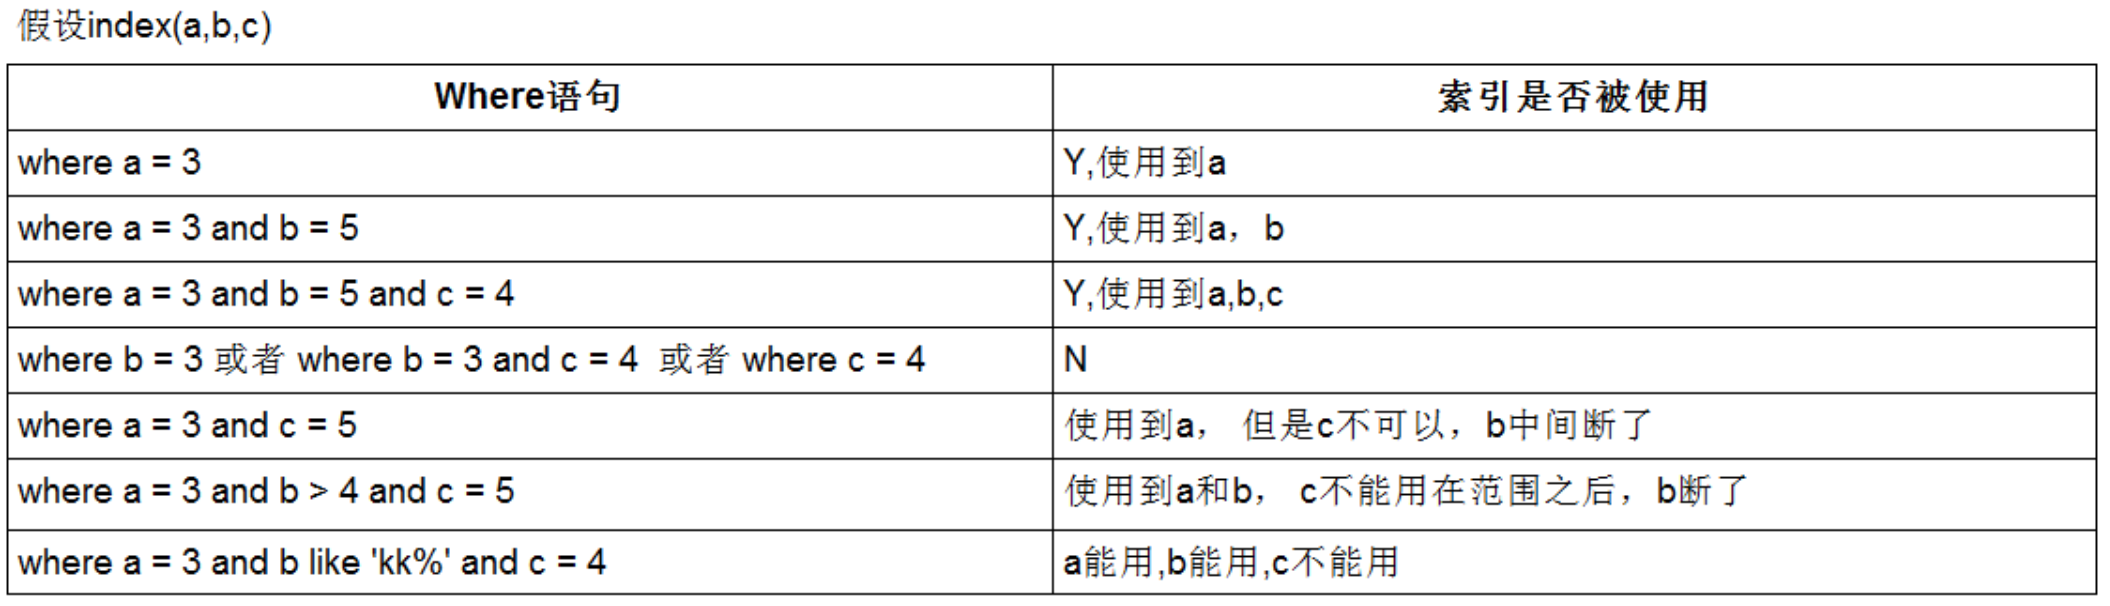 假设index(a,b,c)
Where语句 索引是否被使用
where a = 3 Y,使用到a
where a = 3 and b = 5 Y,使用到a，b
where a = 3 and b = 5 and c = 4 Y,使用到a,b,c
where b = 3 或者 where b = 3 and c = 4 或者 where c = 4 N
where a = 3 and c = 5 使用到a， 但是c不可以，b中间断了
where a = 3 and b > 4 and c = 5 使用到a和b， c不能用在范围之后，b断了
where a = 3 and b like 'kk%' and c = 4 a能用,b能用,c不能用